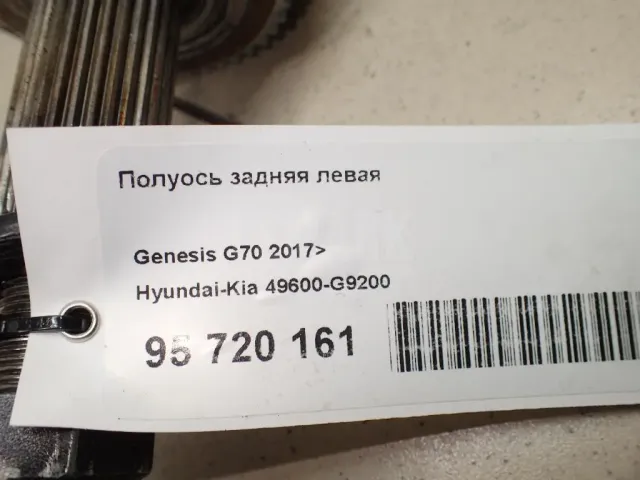 Полуось задняя левая
Genesis G70 2017>
Hyundai-Kia 49600-G9200
95 720 161